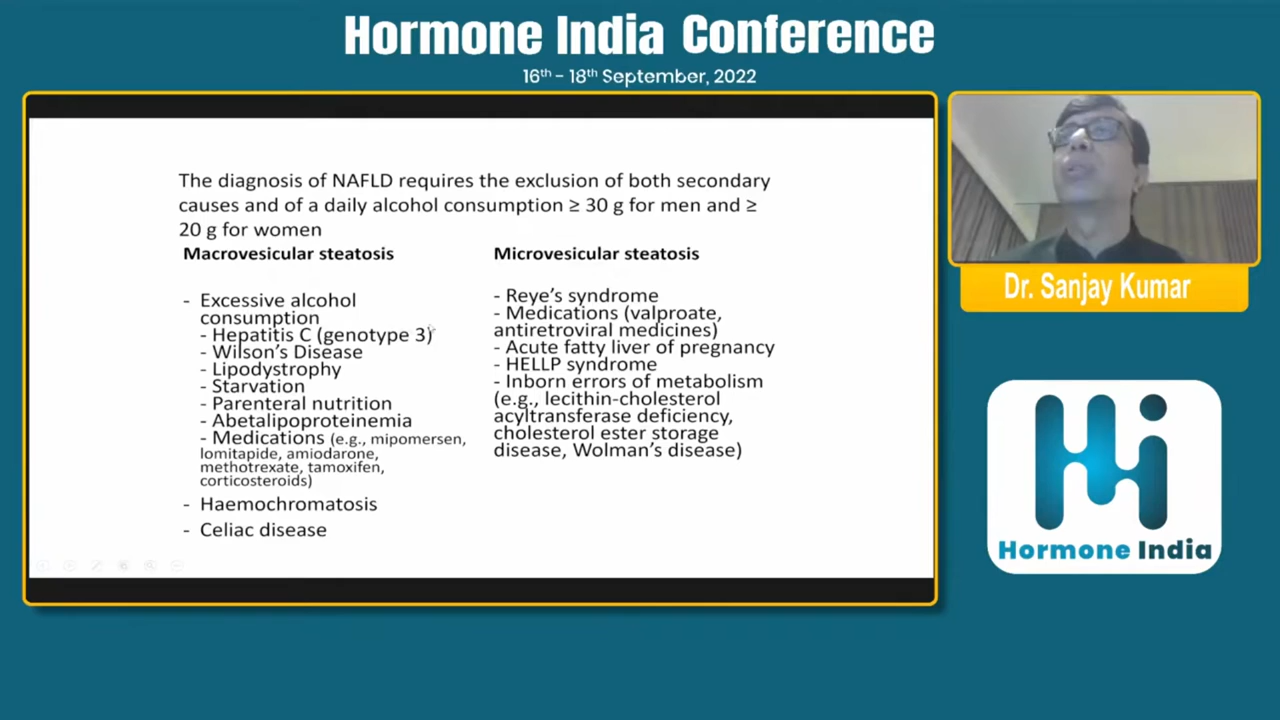 Hormone India Conference
16th - 18th September, 2022
The diagnosis of NAFLD requires the exclusion of both secondary
causes and of a daily alcohol consumption ≥ 30 g for men and ≥
20 g for women
Macrovesicular steatosis
- Excessive alcohol
consumption
- Hepatitis C (genotype 3)
- Wilson's Disease
- Lipodystrophy
- Starvation
- Parenteral nutrition
- Abetalipoproteinemia
- Medications (e.g., mipomersen,
lomitapide, amiodarone,
methotrexate, tamoxifen,
corticosteroids)
- Haemochromatosis
- Celiac disease
Microvesicular steatosis
- Reye's syndrome
- Medications (valproate,
antiretroviral medicines)
- Acute fatty liver of pregnancy
- HELLP syndrome
- Inborn errors of metabolism
(e.g., lecithin-cholesterol
acyltransferase deficiency,
cholesterol ester storage
disease, Wolman's disease)
Dr. Sanjay Kumar
Hormone India